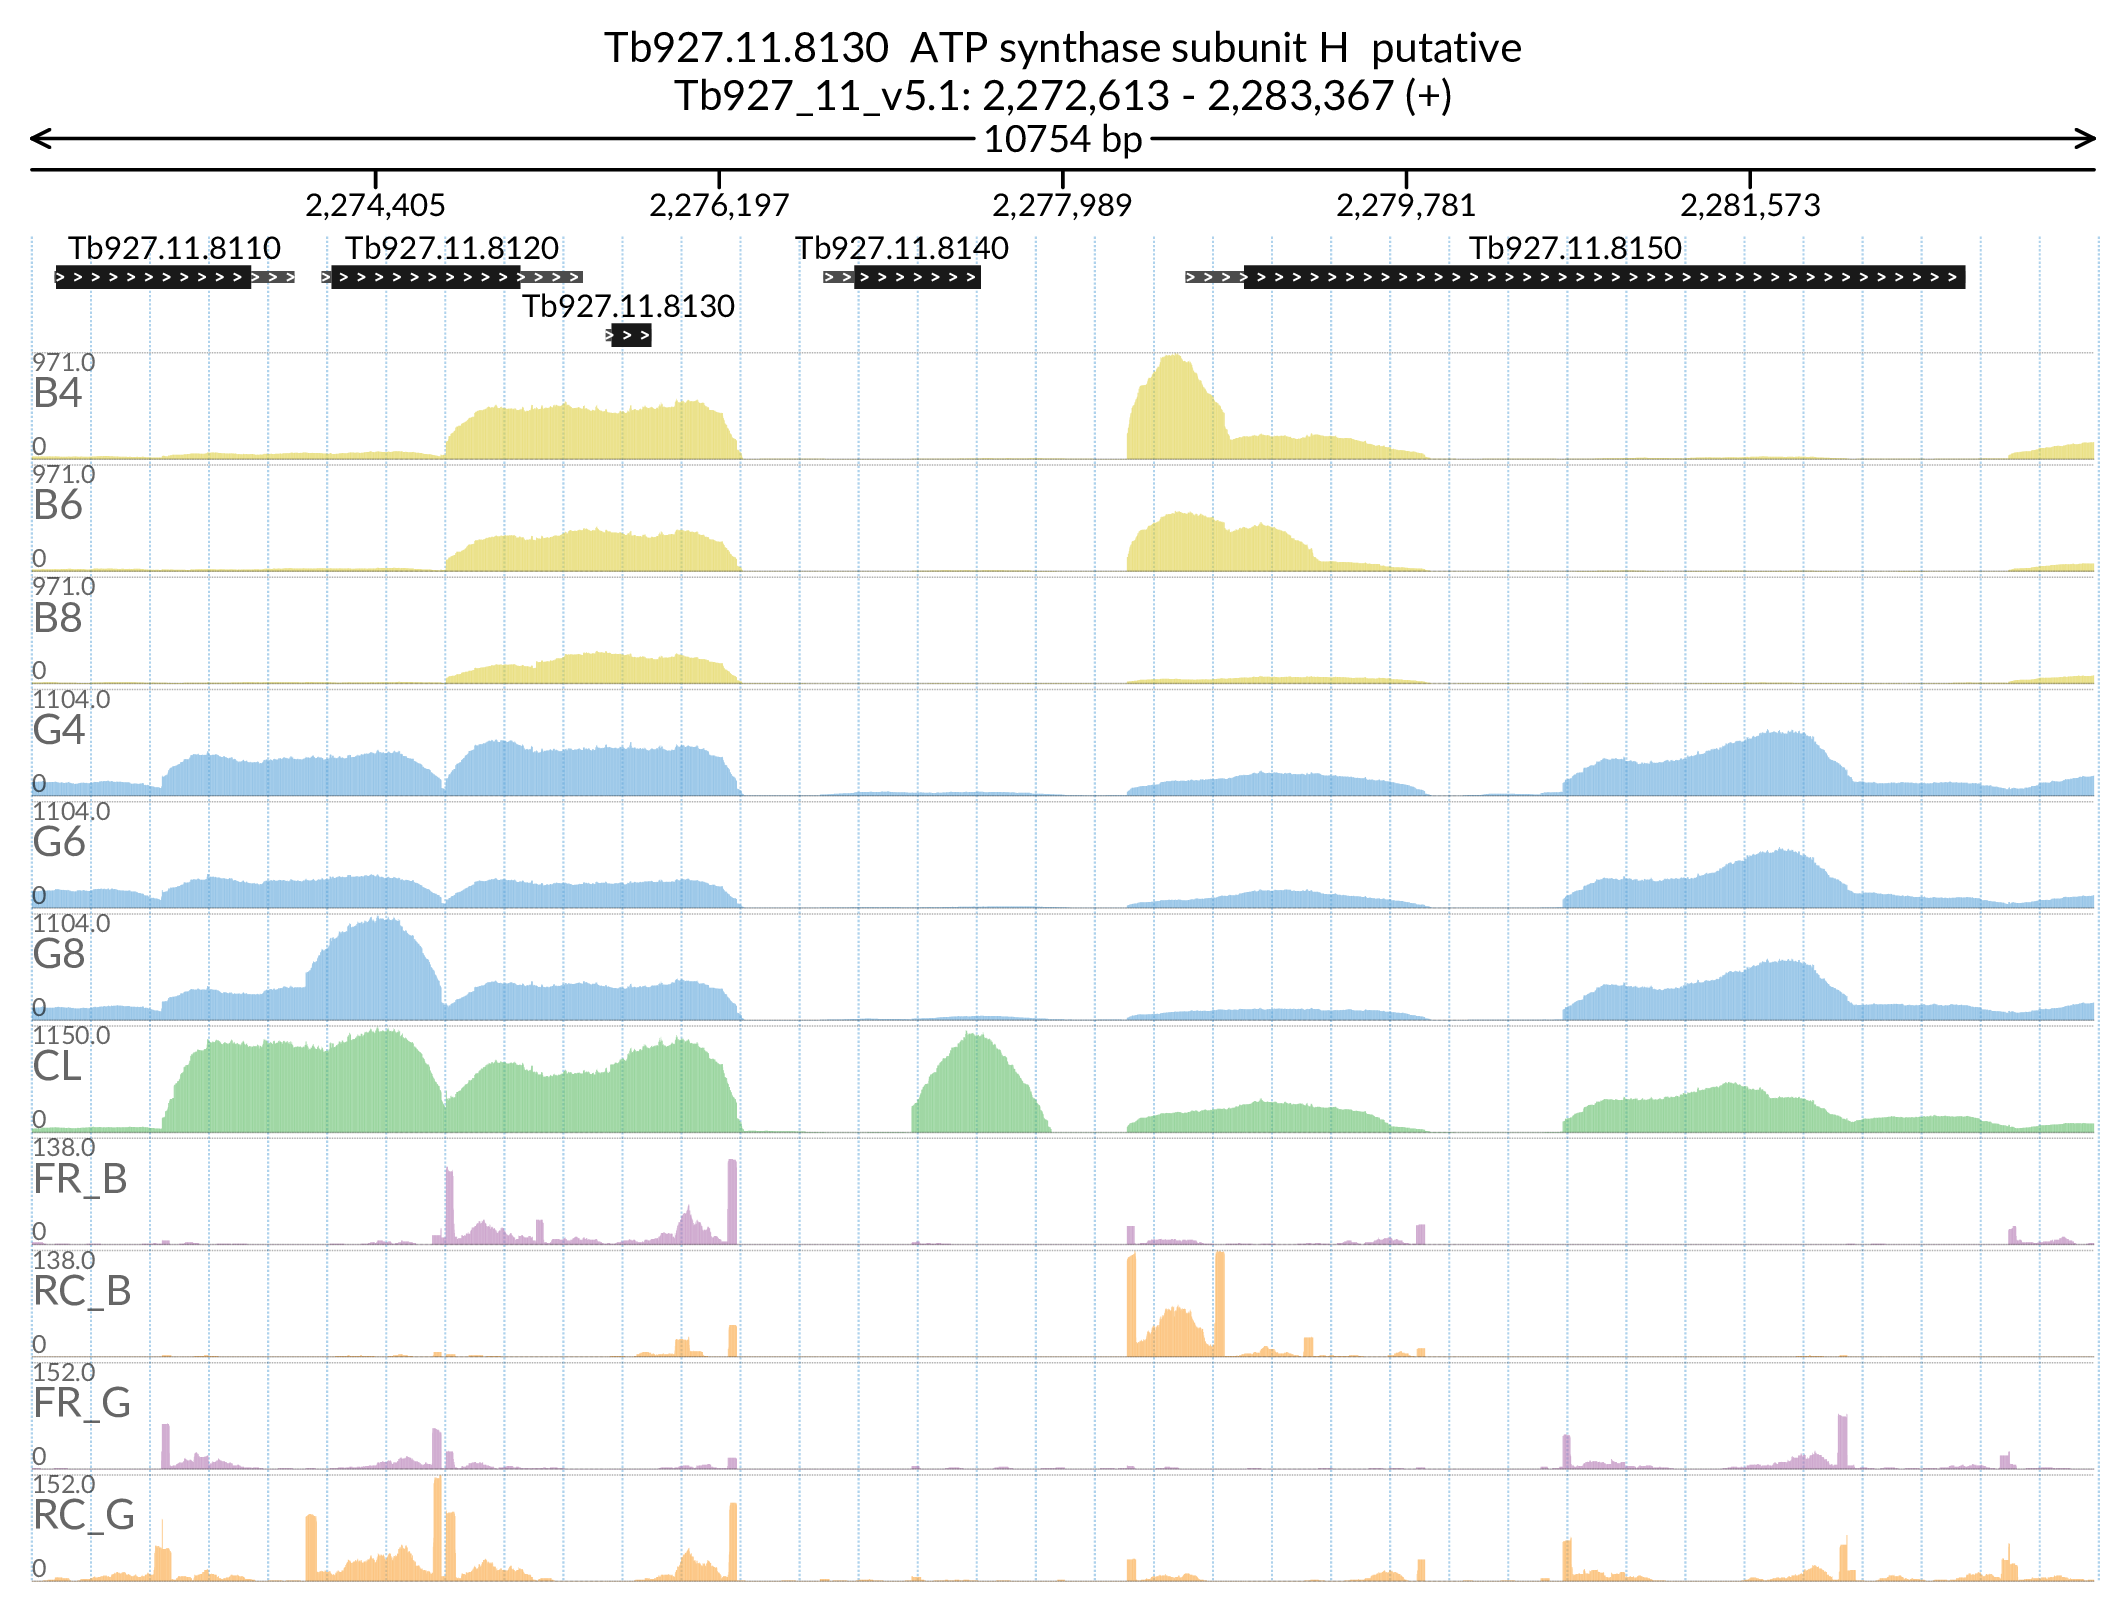 Tb927.11.8130  ATP synthase subunit H  putative
Tb927_11_v5.1: 2,272,613 - 2,283,367 (+)
10754 bp
2,274,405 2,276,197 2,277,989 2,279,781 2,281,573
Tb927.11.8110 Tb927.11.8120 Tb927.11.8140 Tb927.11.8150
Tb927.11.8130
971.0
B4
0
971.0
B6
0
971.0
B8
0
1104.0
G4
0
1104.0
G6
0
1104.0
G8
0
1150.0
CL
0
138.0
FR_B
0
138.0
RC_B
0
152.0
FR_G
0
152.0
RC_G
0